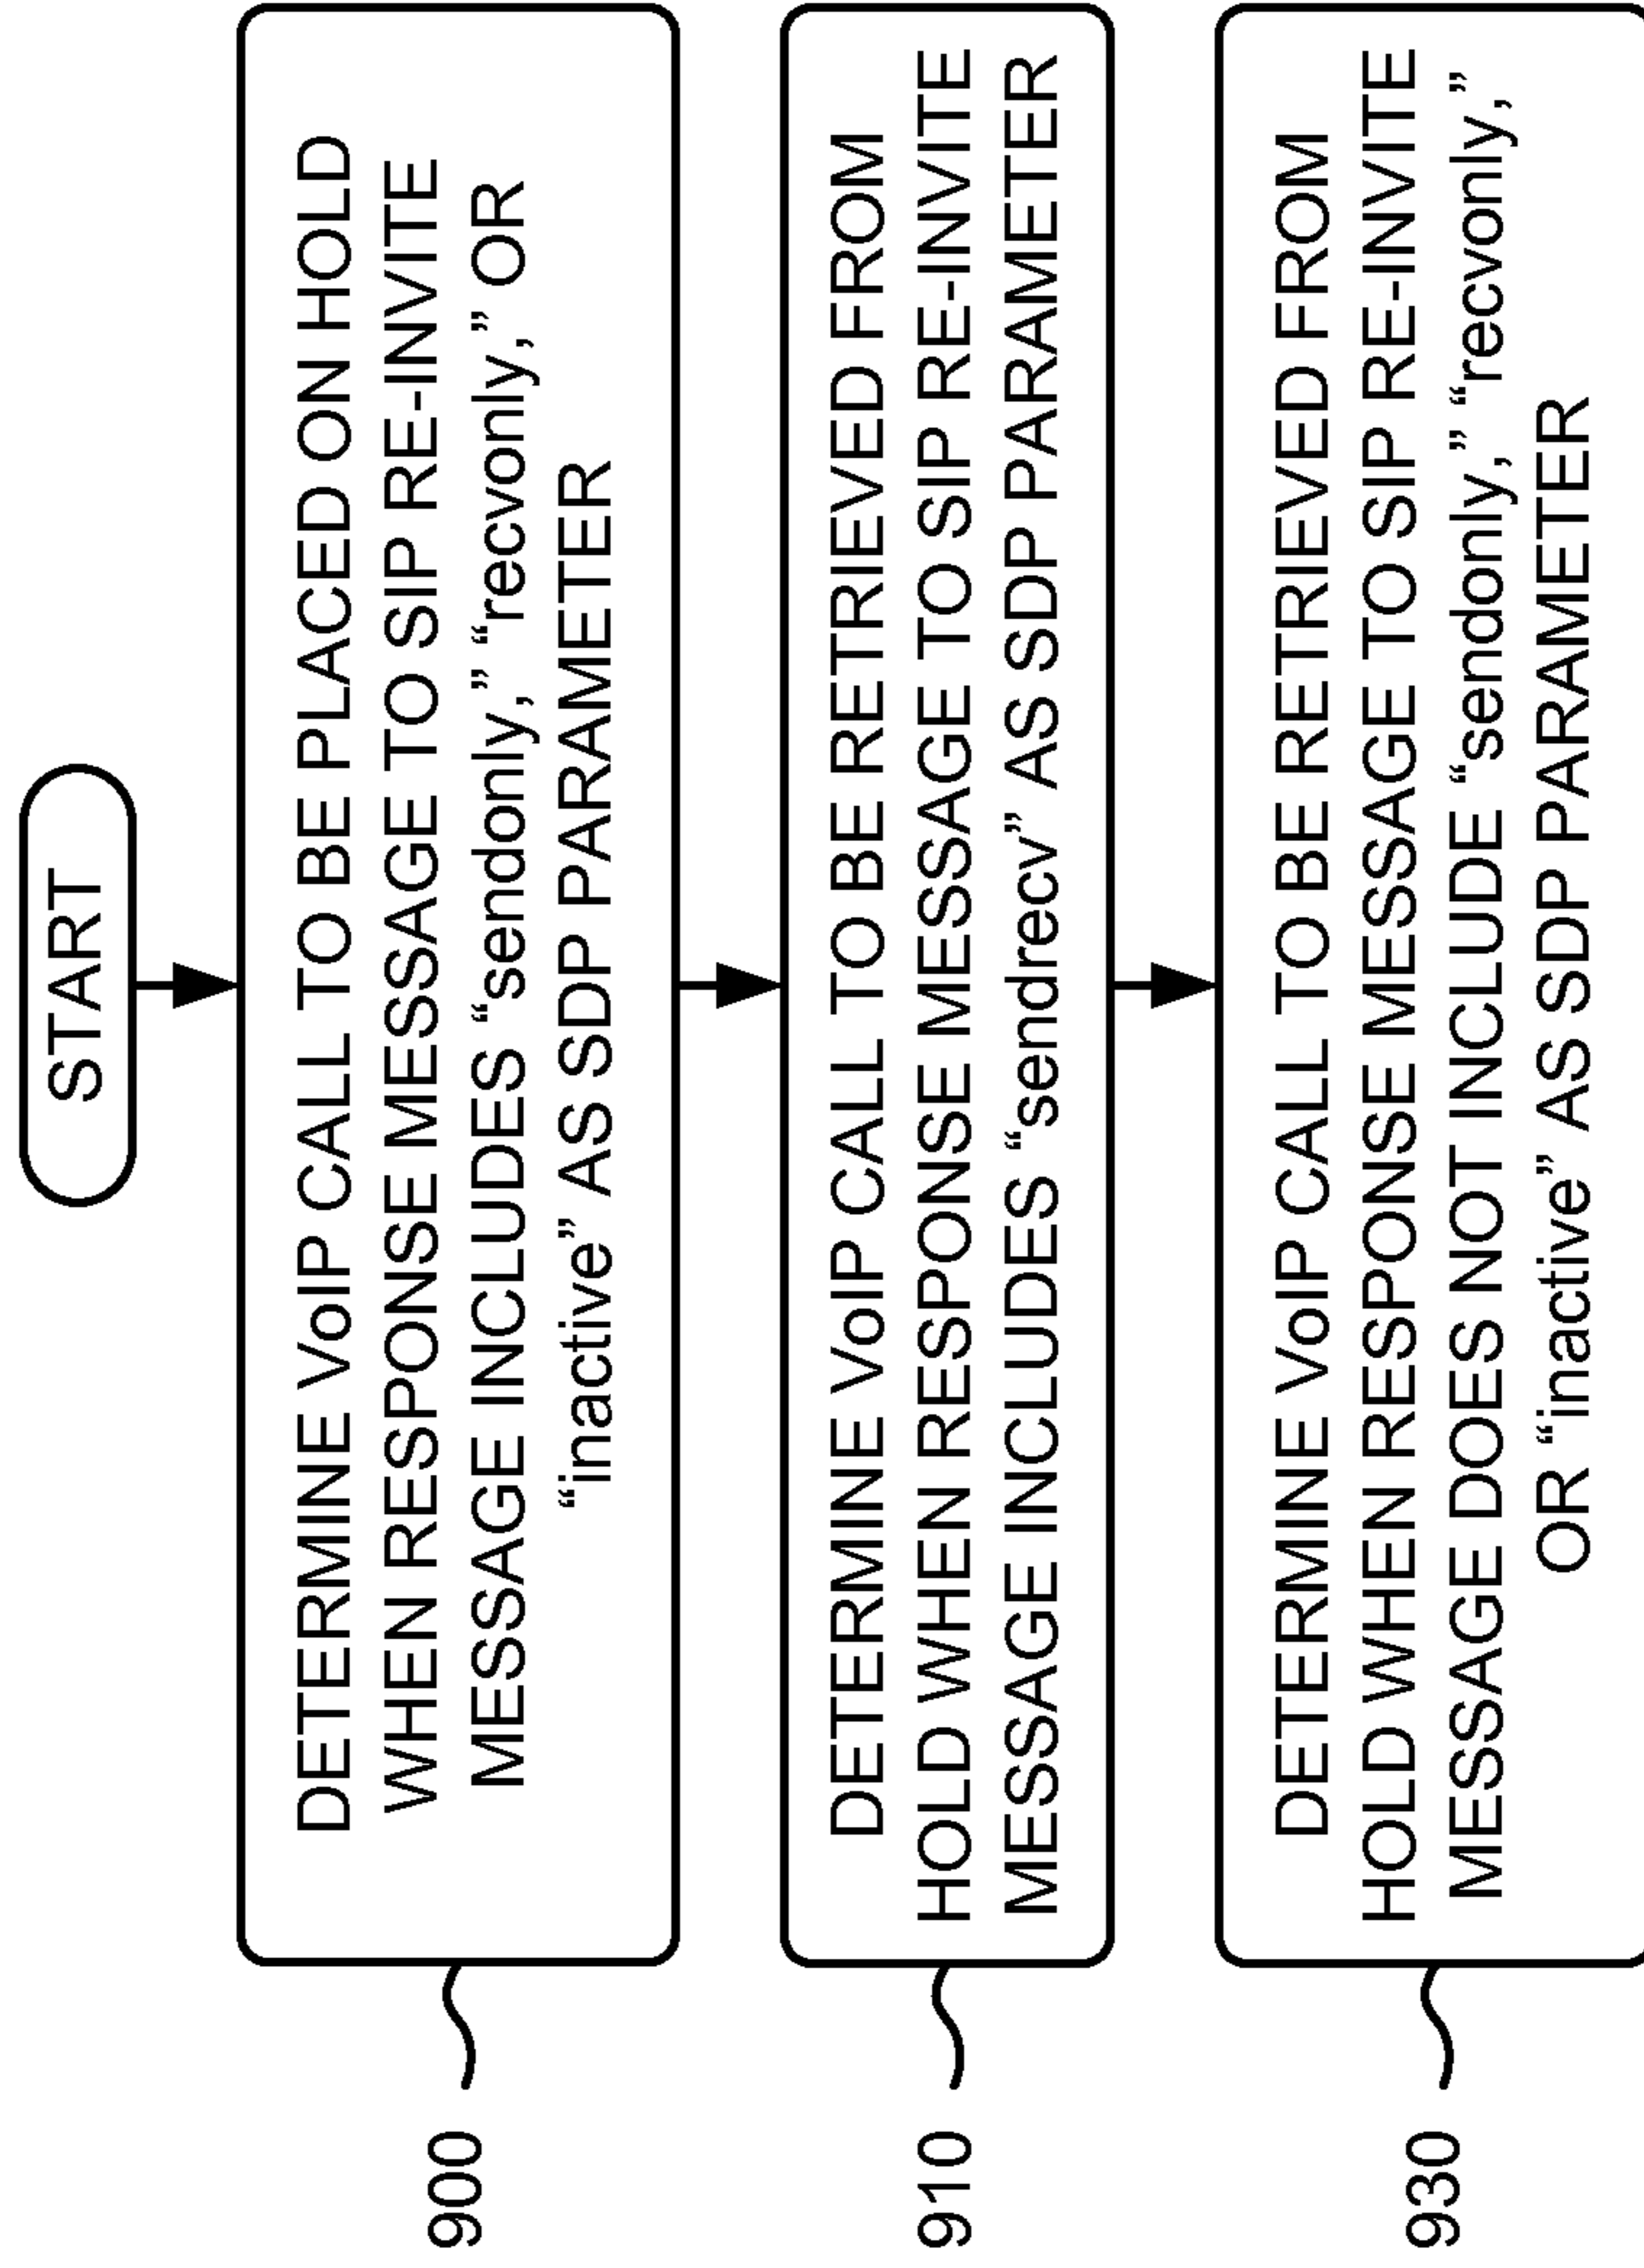 START
DETERMINE VoIP CALL TO BE PLACED ON HOLD
WHEN RESPONSE MESSAGE TO SIP RE-INVITE
MESSAGE INCLUDES “sendonly,” “recvonly,” OR
“inactive” AS SDP PARAMETER
900
DETERMINE VoIP CALL TO BE RETRIEVED FROM
HOLD WHEN RESPONSE MESSAGE TO SIP RE-INVITE
MESSAGE INCLUDES “sendrecv” AS SDP PARAMETER
910
DETERMINE VoIP CALL TO BE RETRIEVED FROM
HOLD WHEN RESPONSE MESSAGE TO SIP RE-INVITE
MESSAGE DOES NOT INCLUDE “sendonly,” “recvonly,”
OR “inactive” AS SDP PARAMETER
930